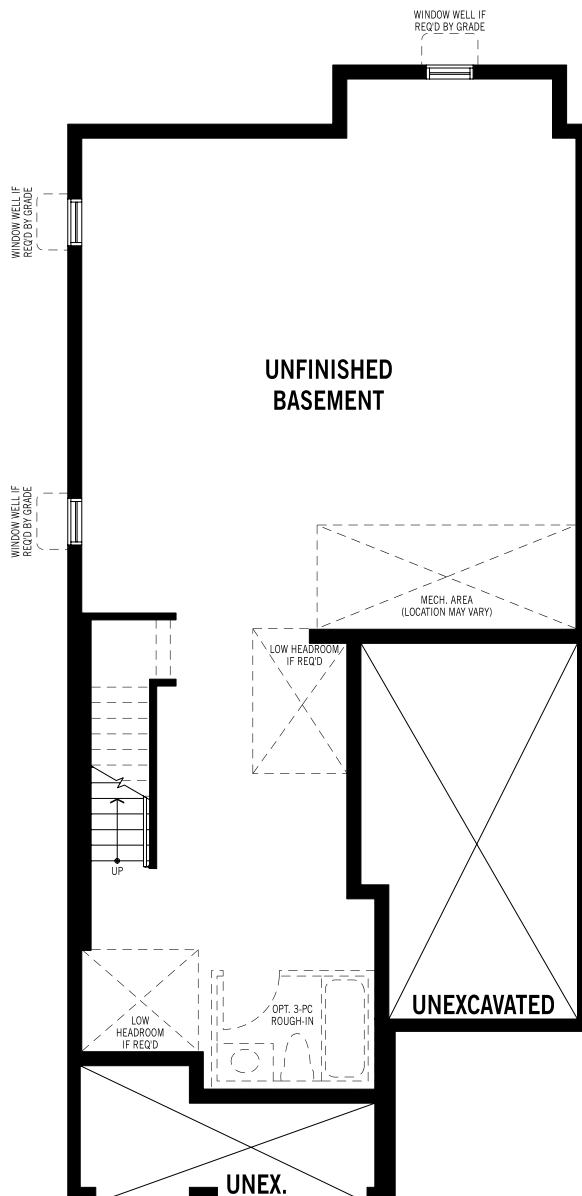 WINDOW WELL IF
REQ'D BY GRADE
WINDOW WELL IF
REQ'D BY GRADE
UNFINISHED
BASEMENT
WINDOW WELL IF
REQ'D BY GRADE
MECH. AREA
(LOCATION MAY VARY)
LOW HEADROOM
IF REQ'D
UP
UNEXCAVATED
OPT. 3-PC
ROUGH-IN
LOW
HEADROOM
IF REQ'D
UNEX.